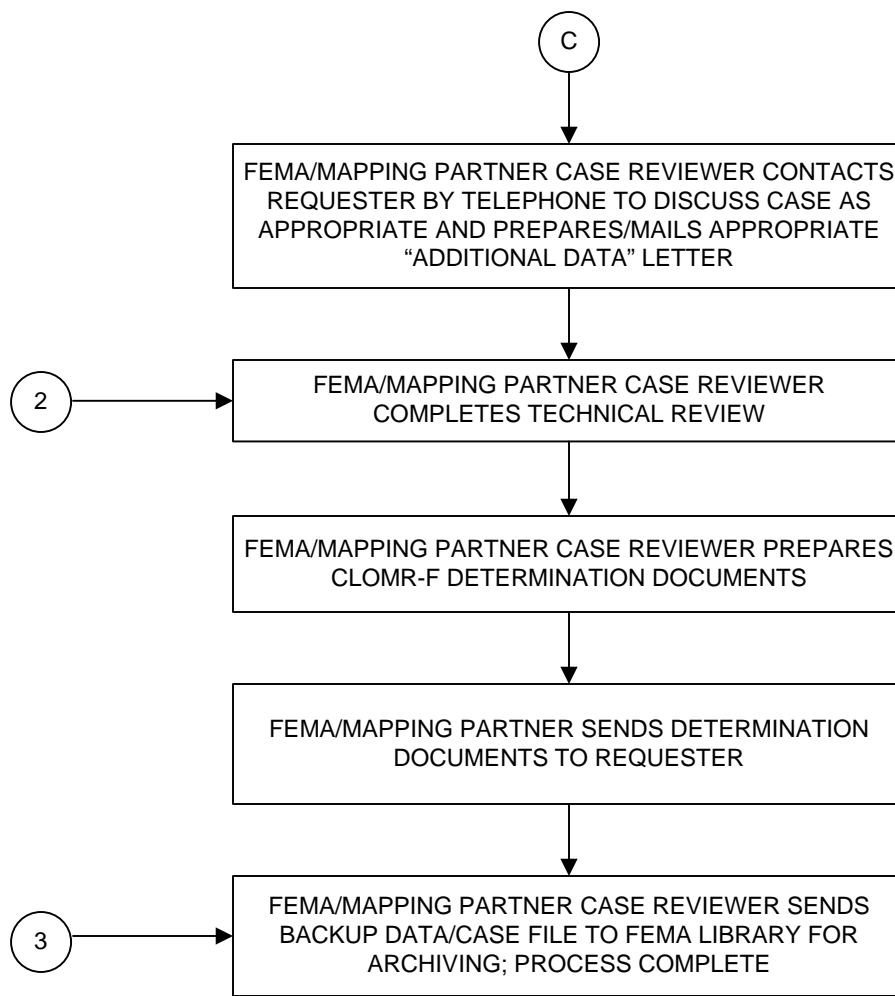 C
FEMA/MAPPING PARTNER CASE REVIEWER CONTACTS
REQUESTER BY TELEPHONE TO DISCUSS CASE AS
APPROPRIATE AND PREPARES/MAILS APPROPRIATE
“ADDITIONAL DATA” LETTER
2
FEMA/MAPPING PARTNER CASE REVIEWER
COMPLETES TECHNICAL REVIEW
FEMA/MAPPING PARTNER CASE REVIEWER PREPARES
CLOMR-F DETERMINATION DOCUMENTS
FEMA/MAPPING PARTNER SENDS DETERMINATION
DOCUMENTS TO REQUESTER
3
FEMA/MAPPING PARTNER CASE REVIEWER SENDS
BACKUP DATA/CASE FILE TO FEMA LIBRARY FOR
ARCHIVING; PROCESS COMPLETE